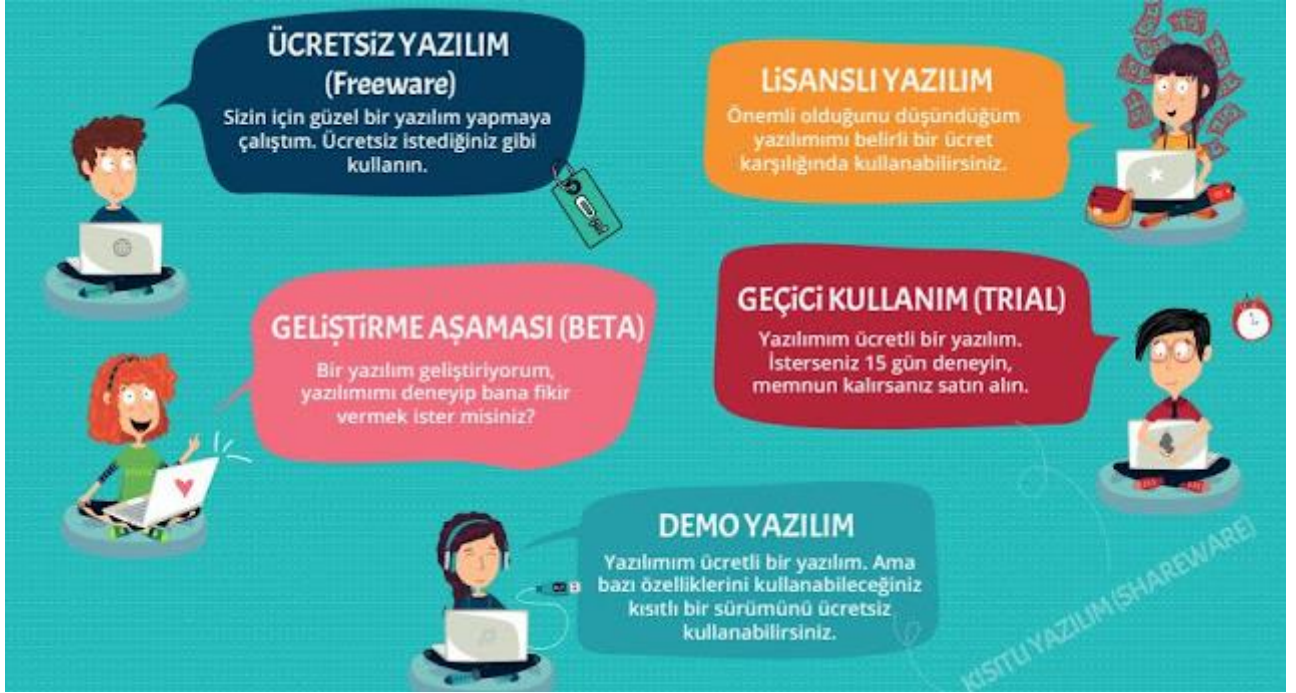 ÜCRETSİZ YAZILIM
(Freeware)
Sizin için güzel bir yazılım yapmaya
çalıştım. Ücretsiz istediğiniz gibi
kullanın.
LİSANSLI YAZILIM
Önemli olduğunu düşündüğüm
yazılımımı belirli bir ücret
karşılığında kullanabilirsiniz.
GELİŞTİRME AŞAMASI (BETA)
Bir yazılım geliştiriyorum,
yazılımımı deneyip bana fikir
vermek ister misiniz?
GEÇİCİ KULLANIM (TRIAL)
Yazılımım ücretli bir yazılım.
İsterseniz 15 gün deneyin,
memnun kalırsanız satın alın.
DEMO YAZILIM
Yazılımım ücretli bir yazılım. Ama
bazı özelliklerini kullanabileceğiniz
kısıtlı bir sürümünü ücretsiz
kullanabilirsiniz.
KISITLI YAZILIM (SHAREWARE)